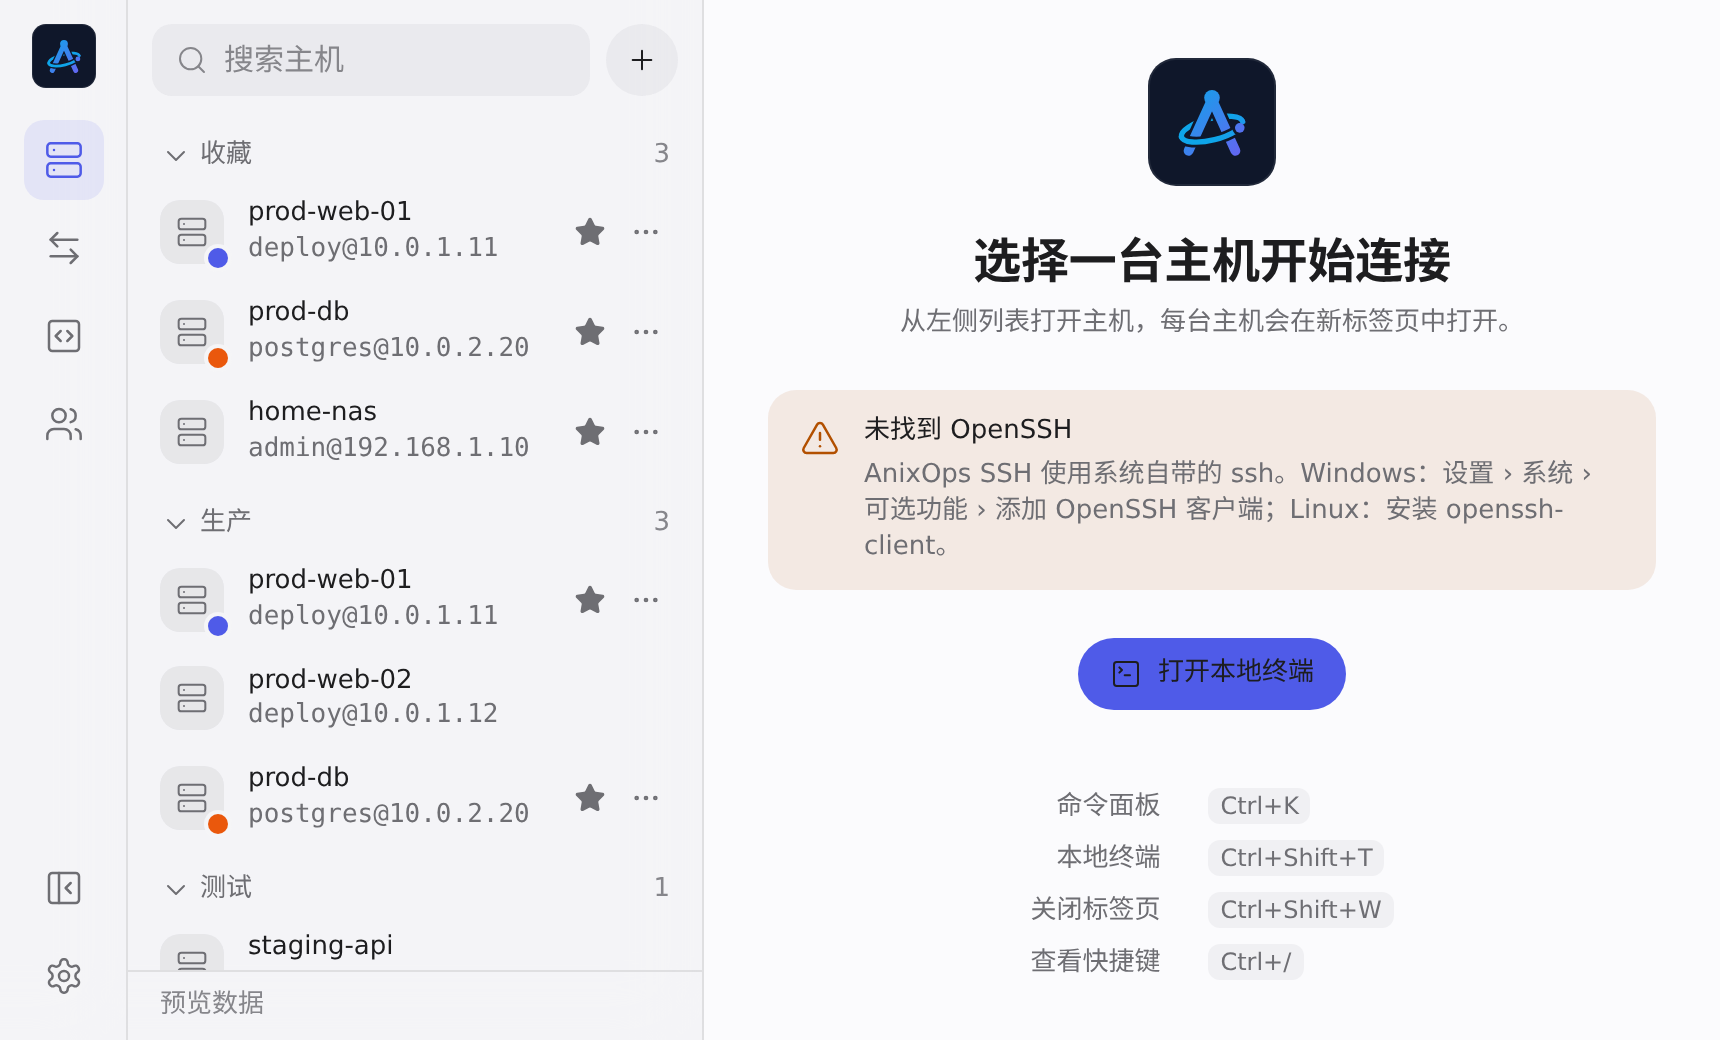 搜索主机
收藏 3
prod-web-01
deploy@10.0.1.11
prod-db
postgres@10.0.2.20
home-nas
admin@192.168.1.10
生产 3
prod-web-01
deploy@10.0.1.11
prod-web-02
deploy@10.0.1.12
prod-db
postgres@10.0.2.20
测试 1
staging-api
预览数据
选择一台主机开始连接
从左侧列表打开主机，每台主机会在新标签页中打开。
未找到 OpenSSH
AnixOps SSH 使用系统自带的 ssh。Windows：设置 › 系统 ›
可选功能 › 添加 OpenSSH 客户端；Linux：安装 openssh-
client。
打开本地终端
命令面板 Ctrl+K
本地终端 Ctrl+Shift+T
关闭标签页 Ctrl+Shift+W
查看快捷键 Ctrl+/